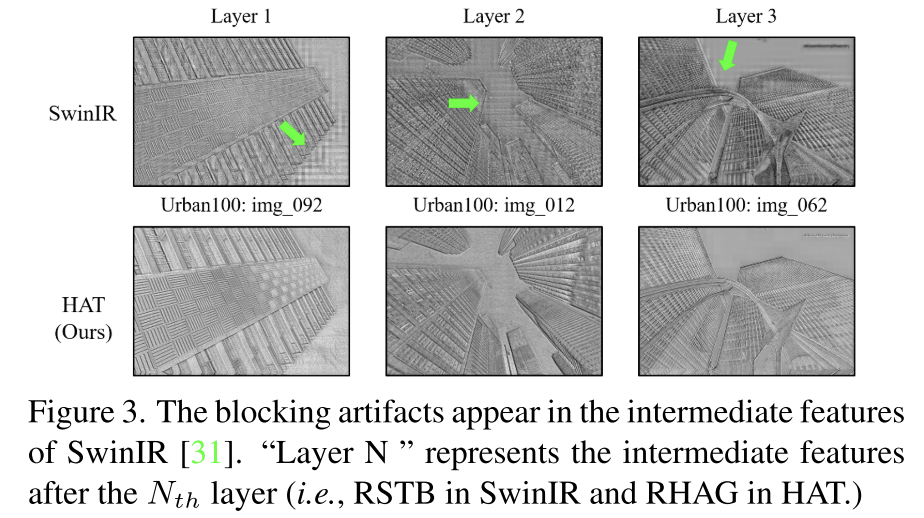 Layer 1 Layer 2 Layer 3
SwinIR
Urban100: img_092 Urban100: img_012 Urban100: img_062
HAT
(Ours)
Figure 3. The blocking artifacts appear in the intermediate features
of SwinIR [31]. “Layer N ” represents the intermediate features
after the Nth layer (i.e., RSTB in SwinIR and RHAG in HAT.)